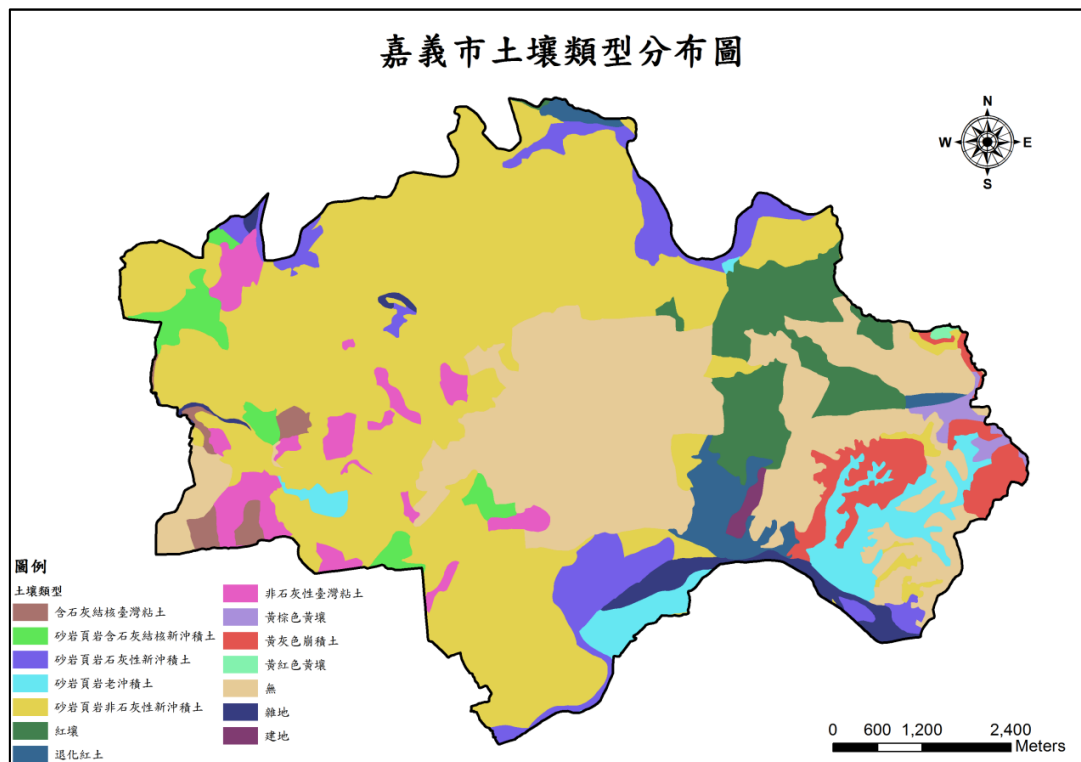 嘉義市土壤類型分布圖
N
W
E
S
圖例
土壤類型
含石灰結核臺灣粘土
砂岩頁岩含石灰結核新沖積土
砂岩頁岩石灰性新沖積土
砂岩頁岩老沖積土
砂岩頁岩非石灰性新沖積土
紅壤
退化紅土
非石灰性臺灣粘土
黃棕色黃壤
黃灰色崩積土
黃紅色黃壤
無
雜地
建地
0 600 1,200 2,400
Meters